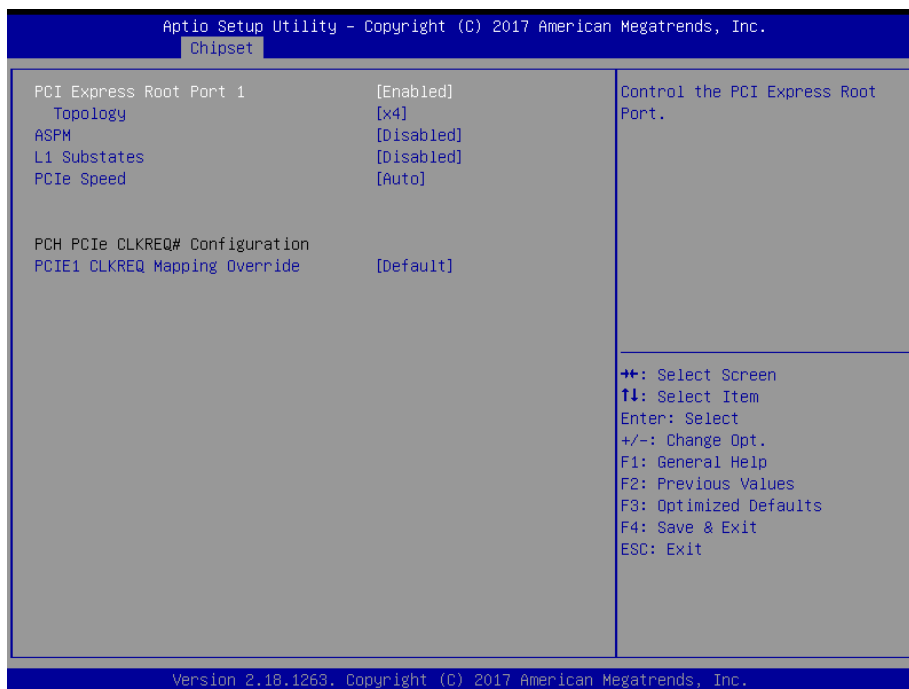 Aptio Setup Utility – Copyright (C) 2017 American Megatrends, Inc.
Chipset
PCI Express Root Port 1 [Enabled]
Topology [x4]
ASPM [Disabled]
L1 Substates [Disabled]
PCIe Speed [Auto]
PCH PCIe CLKREQ# Configuration
PCIE1 CLKREQ Mapping Override [Default]
Control the PCI Express Root
Port.
→←: Select Screen
↑↓: Select Item
Enter: Select
+/-: Change Opt.
F1: General Help
F2: Previous Values
F3: Optimized Defaults
F4: Save & Exit
ESC: Exit
Version 2.18.1263. Copyright (C) 2017 American Megatrends, Inc.